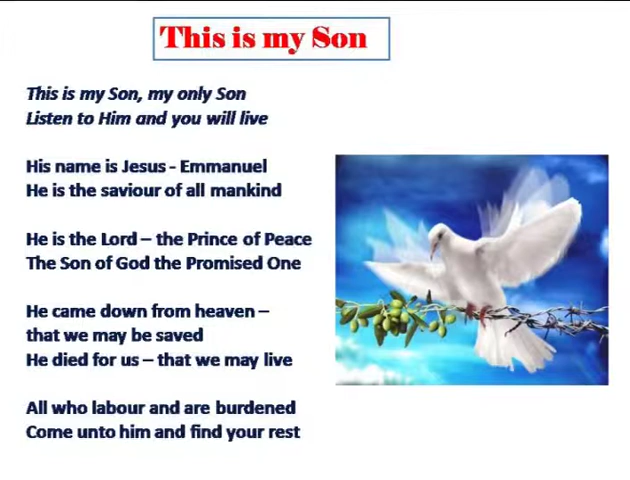 This is my Son
This is my Son, my only Son
Listen to Him and you will live
His name is Jesus - Emmanuel
He is the saviour of all mankind
He is the Lord – the Prince of Peace
The Son of God the Promised One
He came down from heaven –
that we may be saved
He died for us – that we may live
All who labour and are burdened
Come unto him and find your rest